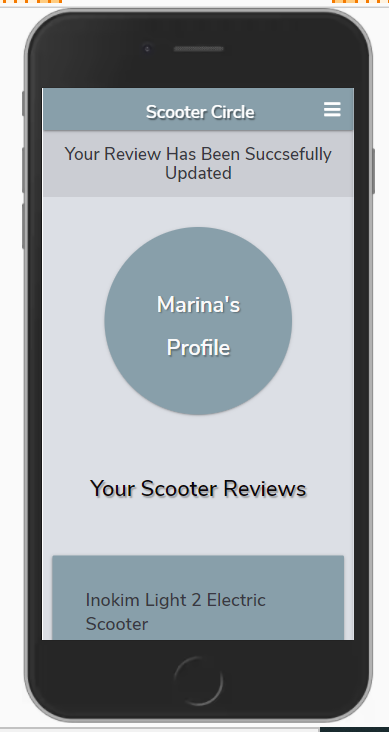 Scooter Circle
Your Review Has Been Succsefully
Updated
Marina's
Profile
Your Scooter Reviews
Inokim Light 2 Electric
Scooter